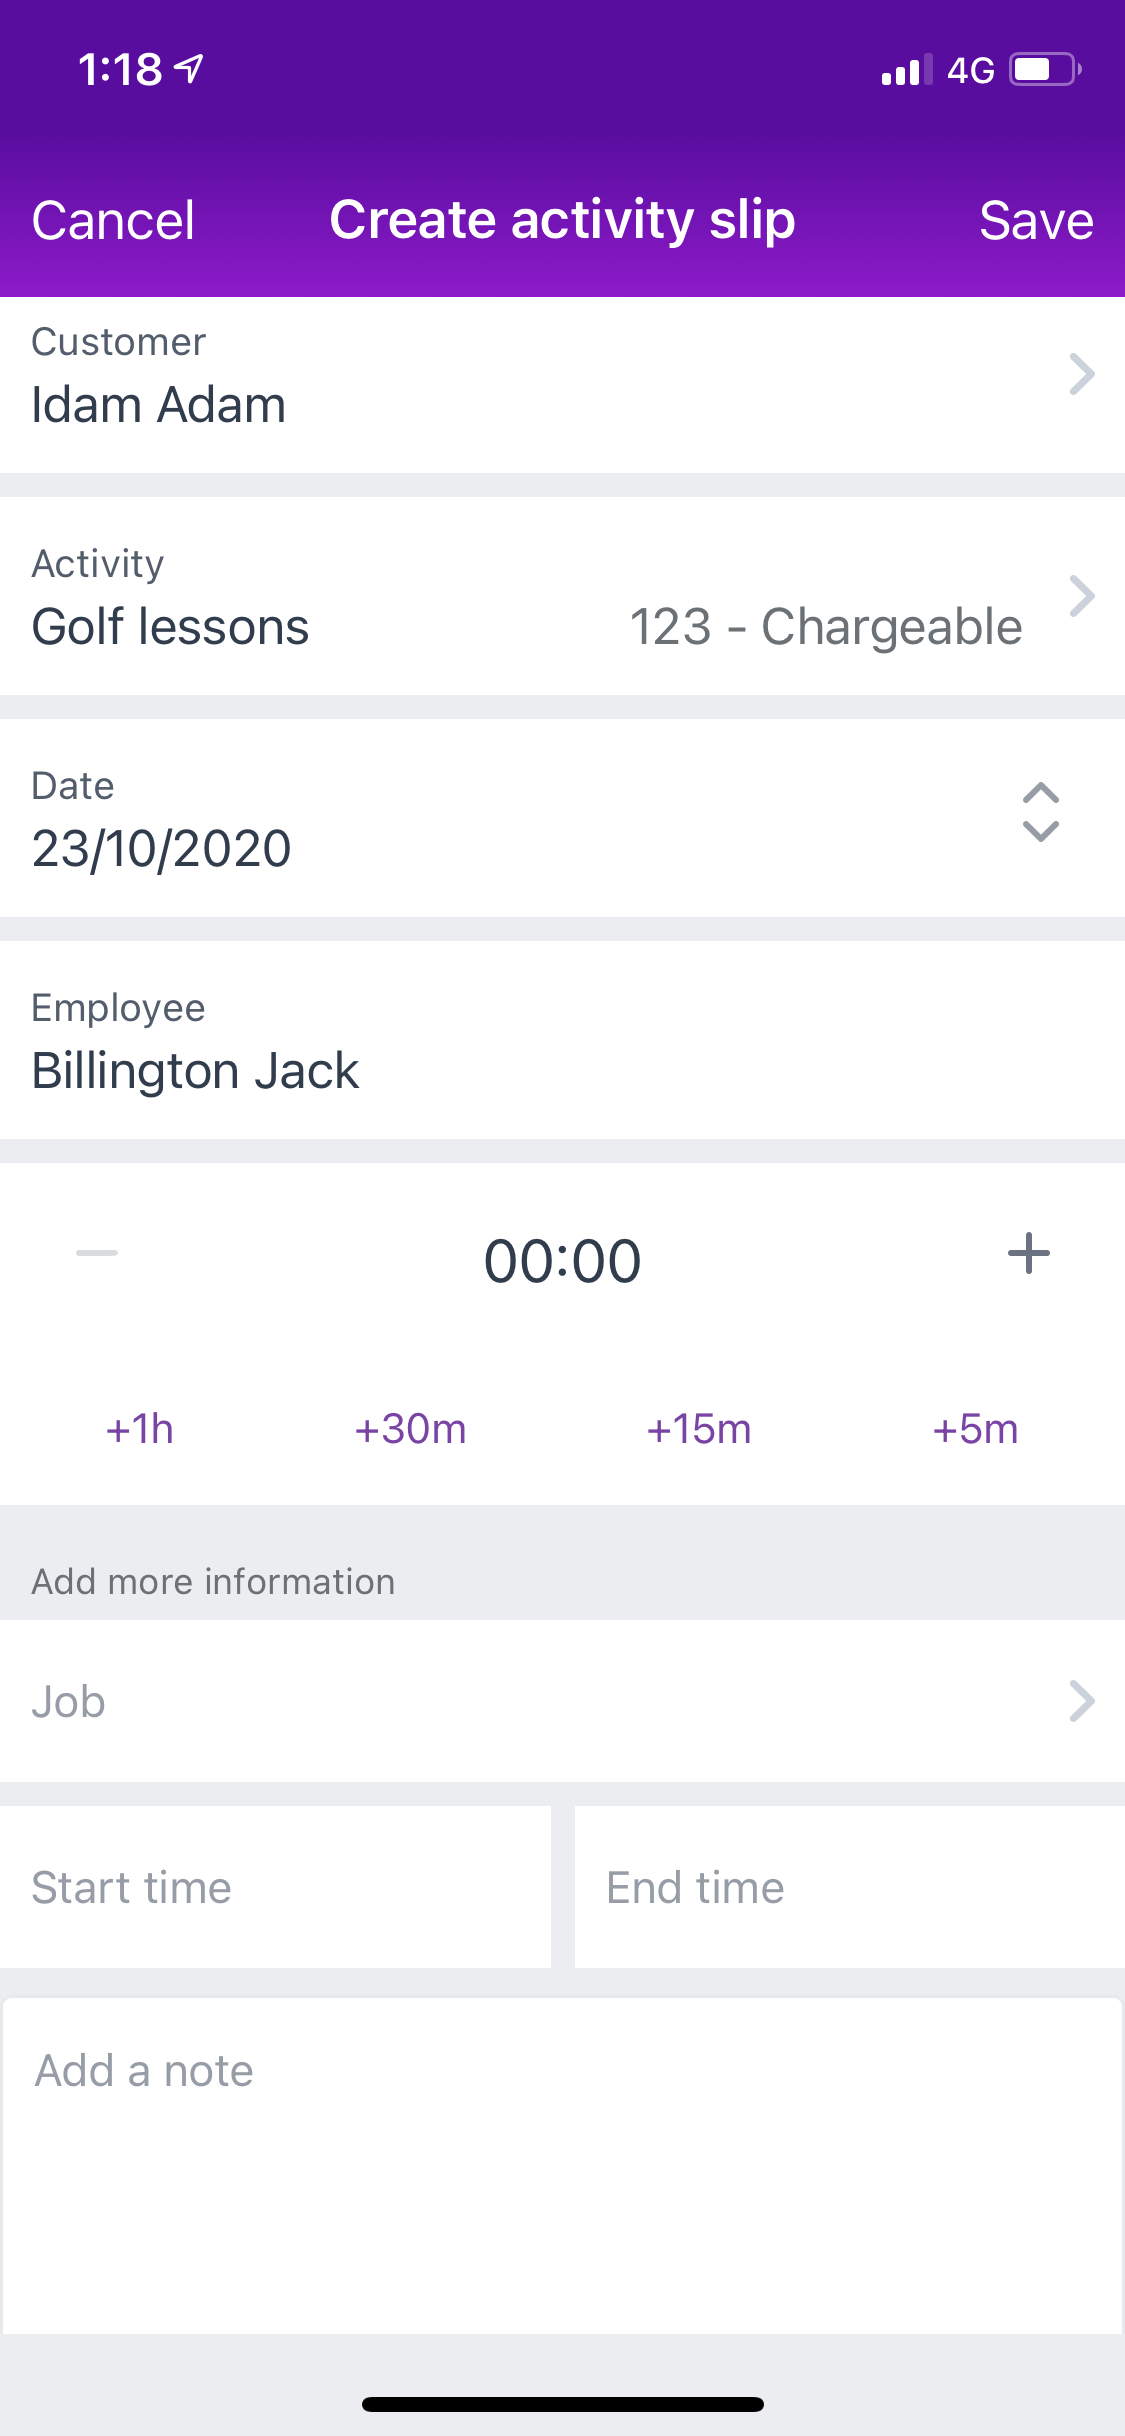 1:18 4G
Cancel Create activity slip Save
Customer
Idam Adam
Activity
Golf lessons 123 - Chargeable
Date
23/10/2020
Employee
Billington Jack
00:00
+1h +30m +15m +5m
Add more information
Job
Start time End time
Add a note